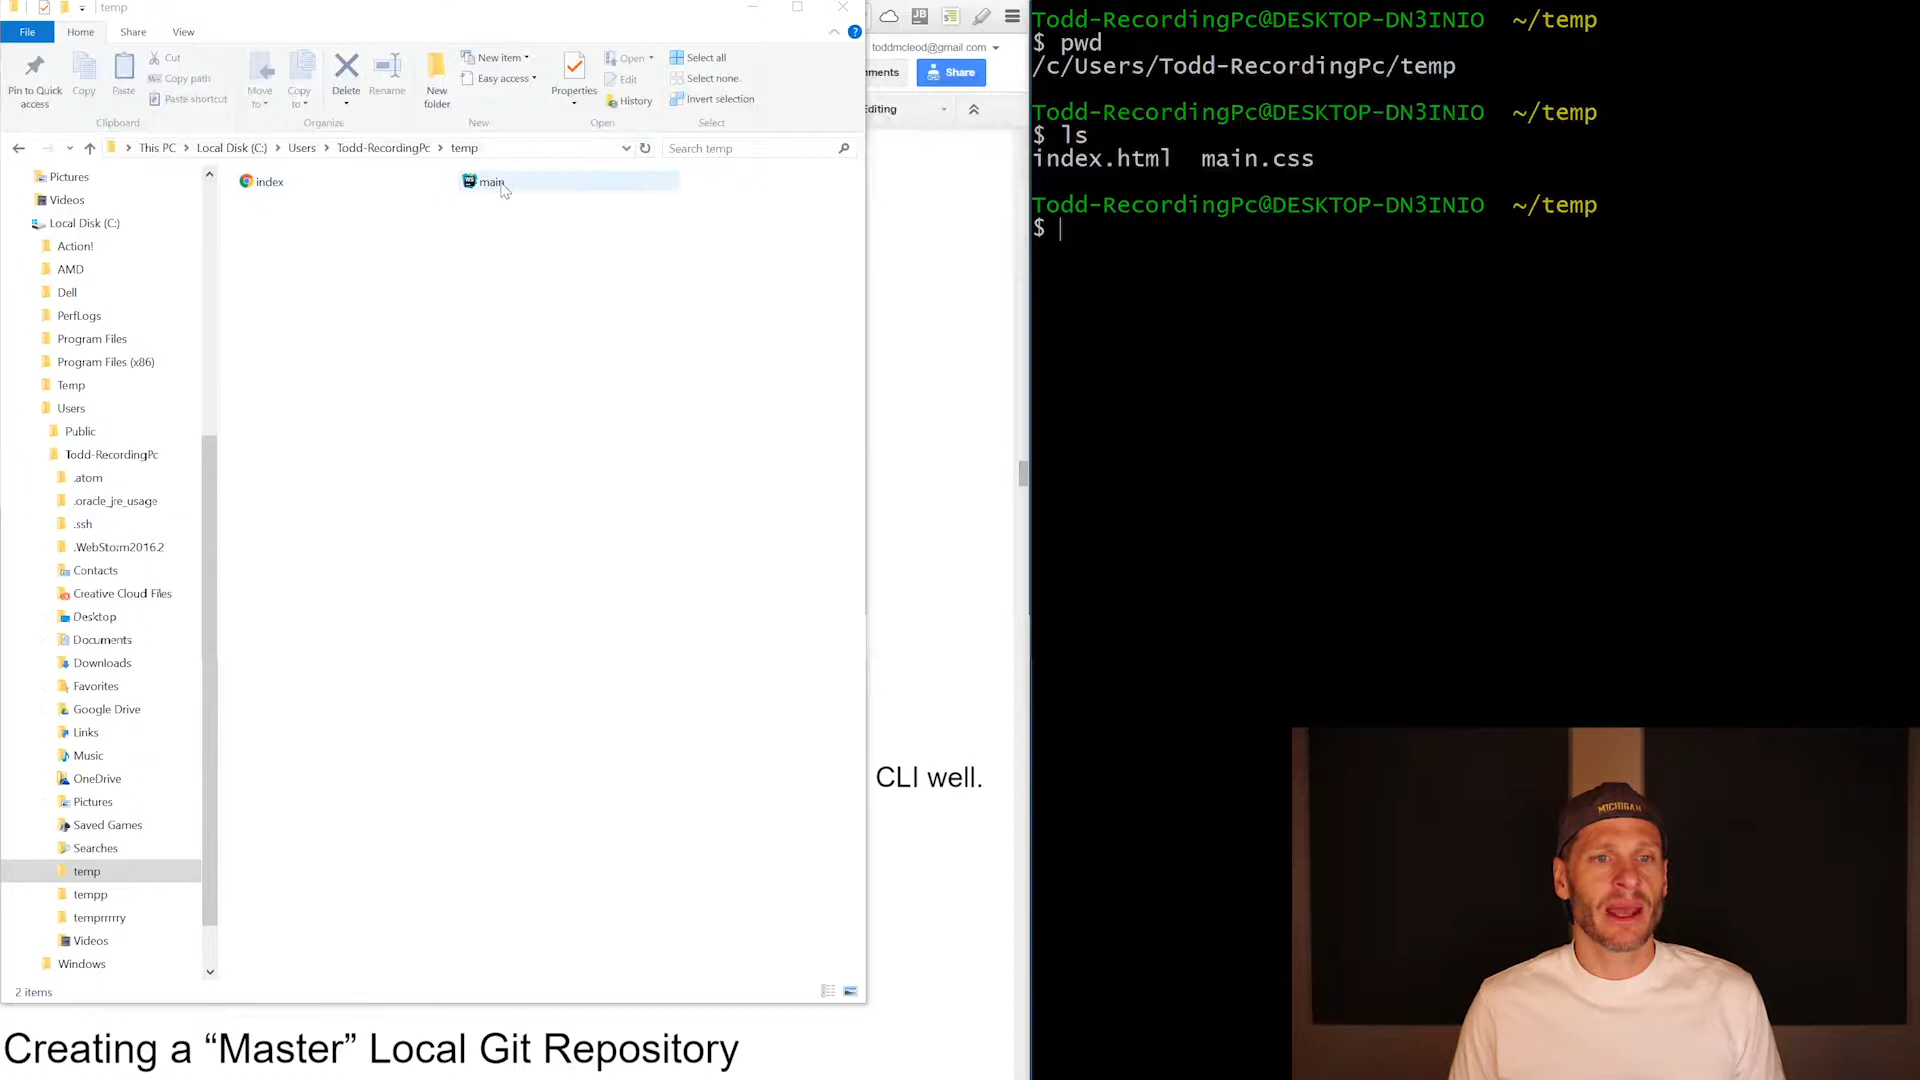 temp
File
Home
Share
View
Pin to Quick access
Copy
Paste
Cut
Copy path
Paste shortcut
Clipboard
Move to
Copy to
Delete
Rename
Organize
New folder
New item
Easy access
New
Properties
Open
Edit
History
Open
Select all
Select none
Invert selection
Select
This PC > Local Disk (C:) > Users > Todd-RecordingPc > temp
Search temp
Pictures
Videos
Local Disk (C:)
Action!
AMD
Dell
PerfLogs
Program Files
Program Files (x86)
Temp
Users
Public
Todd-RecordingPc
.atom
.oracle_jre_usage
.ssh
.WebStorm2016.2
Contacts
Creative Cloud Files
Desktop
Documents
Downloads
Favorites
Google Drive
Links
Music
OneDrive
Pictures
Saved Games
Searches
temp
tempp
temprrrrry
Videos
Windows
index
main
2 items
JB
toddmcleod@gmail.com
Share
CLI well.
Creating a “Master” Local Git Repository
Todd-RecordingPc@DESKTOP-DN3INIO ~/temp
$ pwd
/c/Users/Todd-RecordingPc/temp
Todd-RecordingPc@DESKTOP-DN3INIO ~/temp
$ ls
index.html main.css
Todd-RecordingPc@DESKTOP-DN3INIO ~/temp
$
MICHIGAN